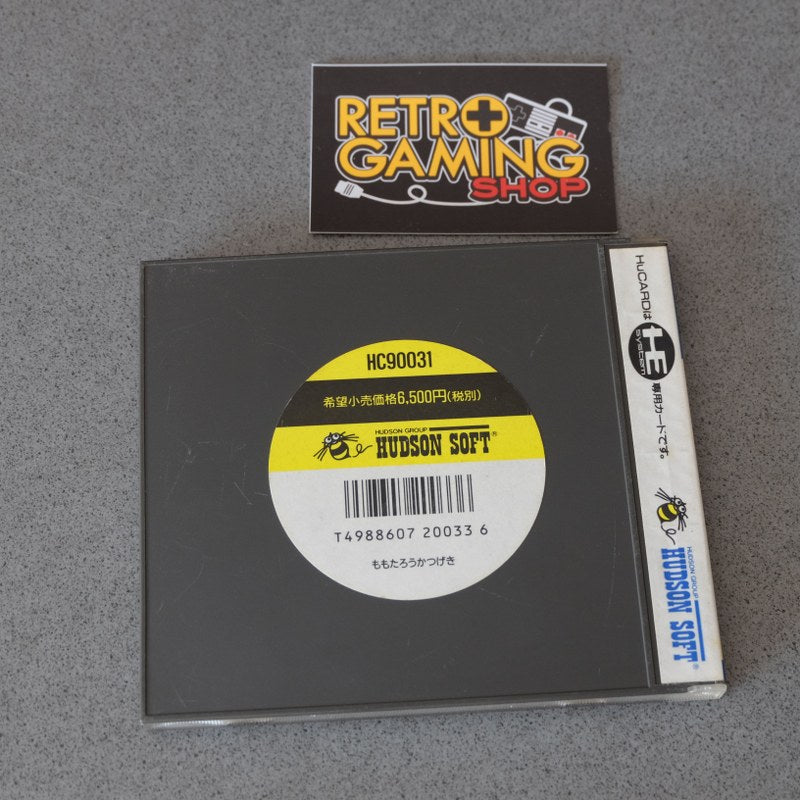 RETRO
GAMING
SHOP
HC90031
希望小売価格6,500円(税別)
HUDSON GROUP
HUDSON SOFT®
T4988607 20033 6
ももたろうかつげき
HuCARDは
HE
SYSTEM
専用カードです。
HUDSON GROUP
HUDSON SOFT®